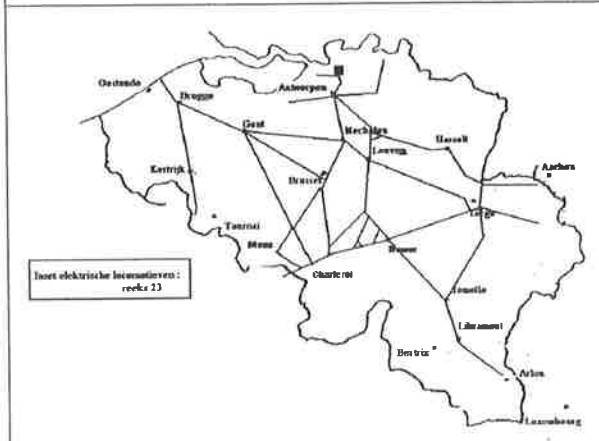 Oostende
Brugge
Antwerpen
Gent
Mechelen
Leuven
Hasselt
Aachen
Kortrijk
Brussel
Liege
Tournai
Mons
Namur
Charleroi
Inzet elektrische locomotieven :
reeks 23
Jemelle
Libramont
Bertrix
Arlon
Luxembourg